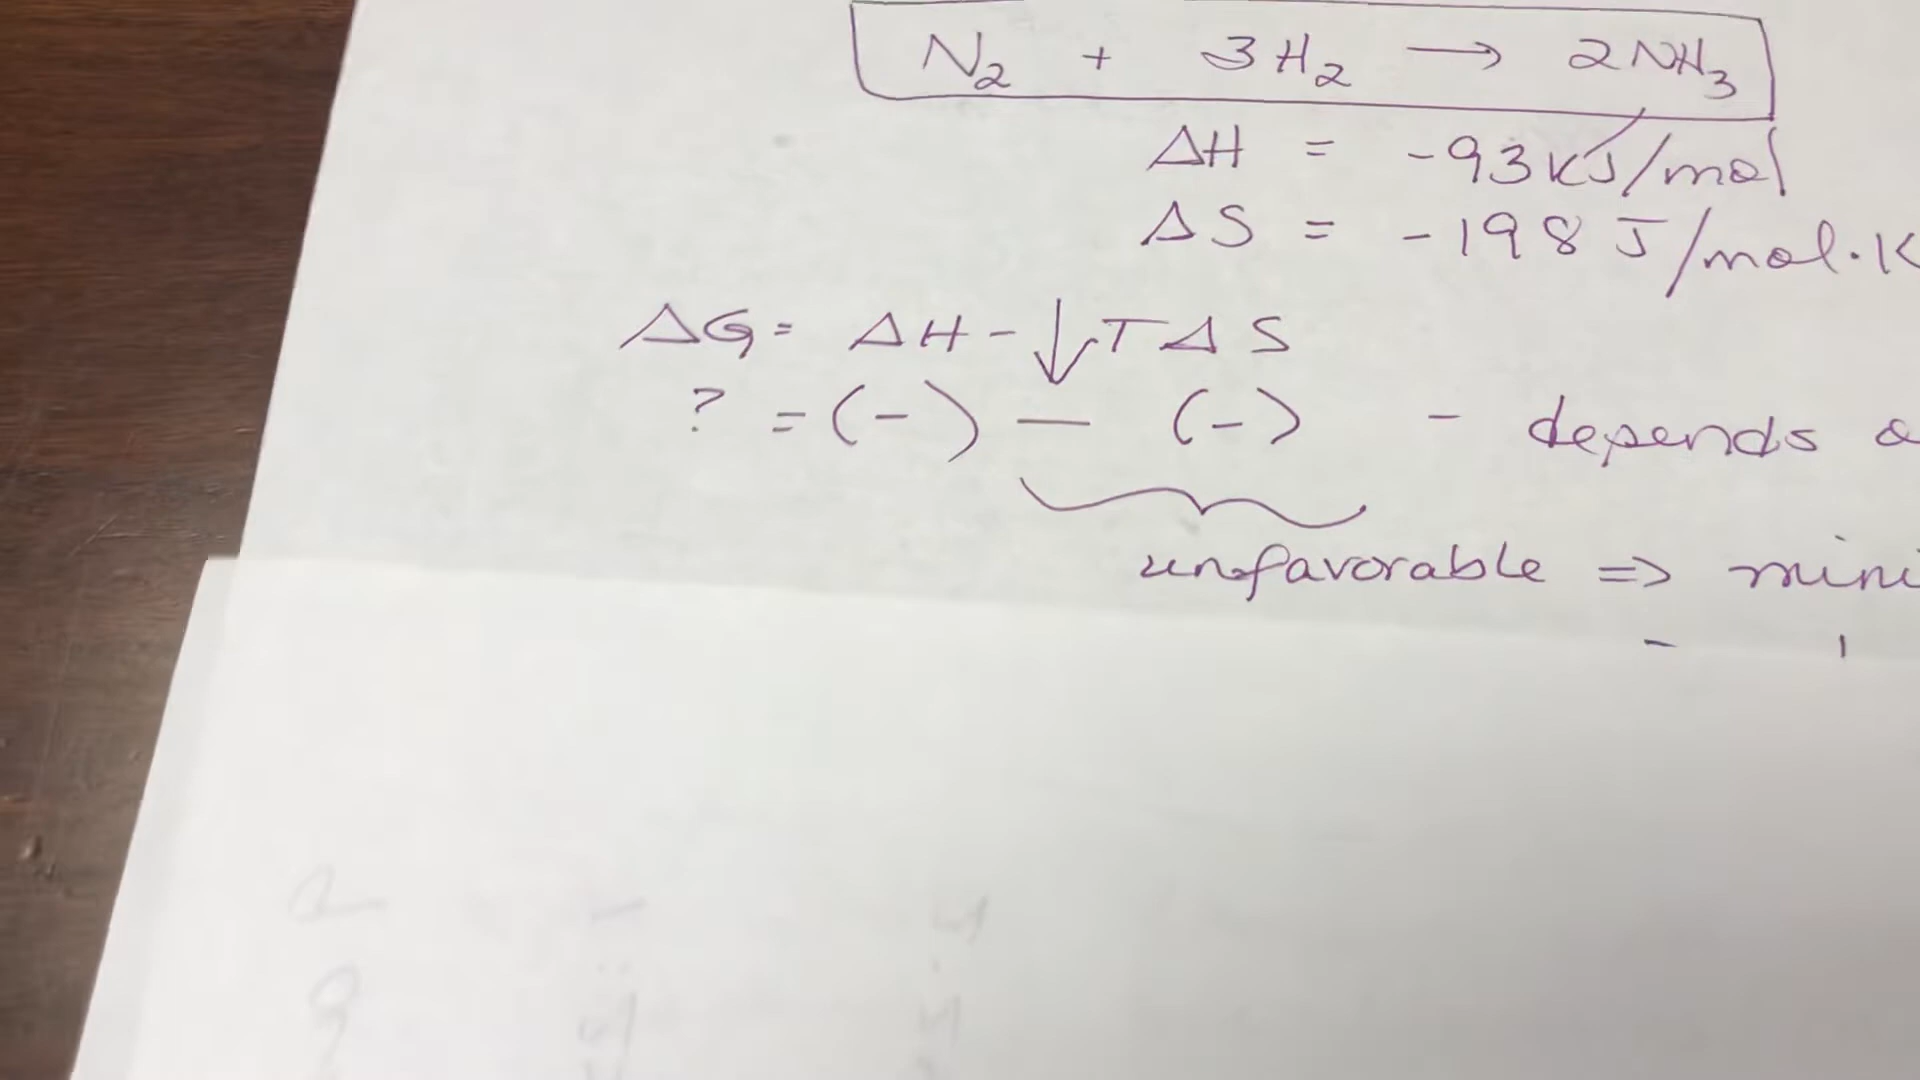 N₂ + 3H₂ → 2NH₃
ΔH = -93 kJ/mol
ΔS = -198 J/mol·K
ΔG = ΔH - ↓TΔS
? = (-) — (-) - depends
unfavorable =>